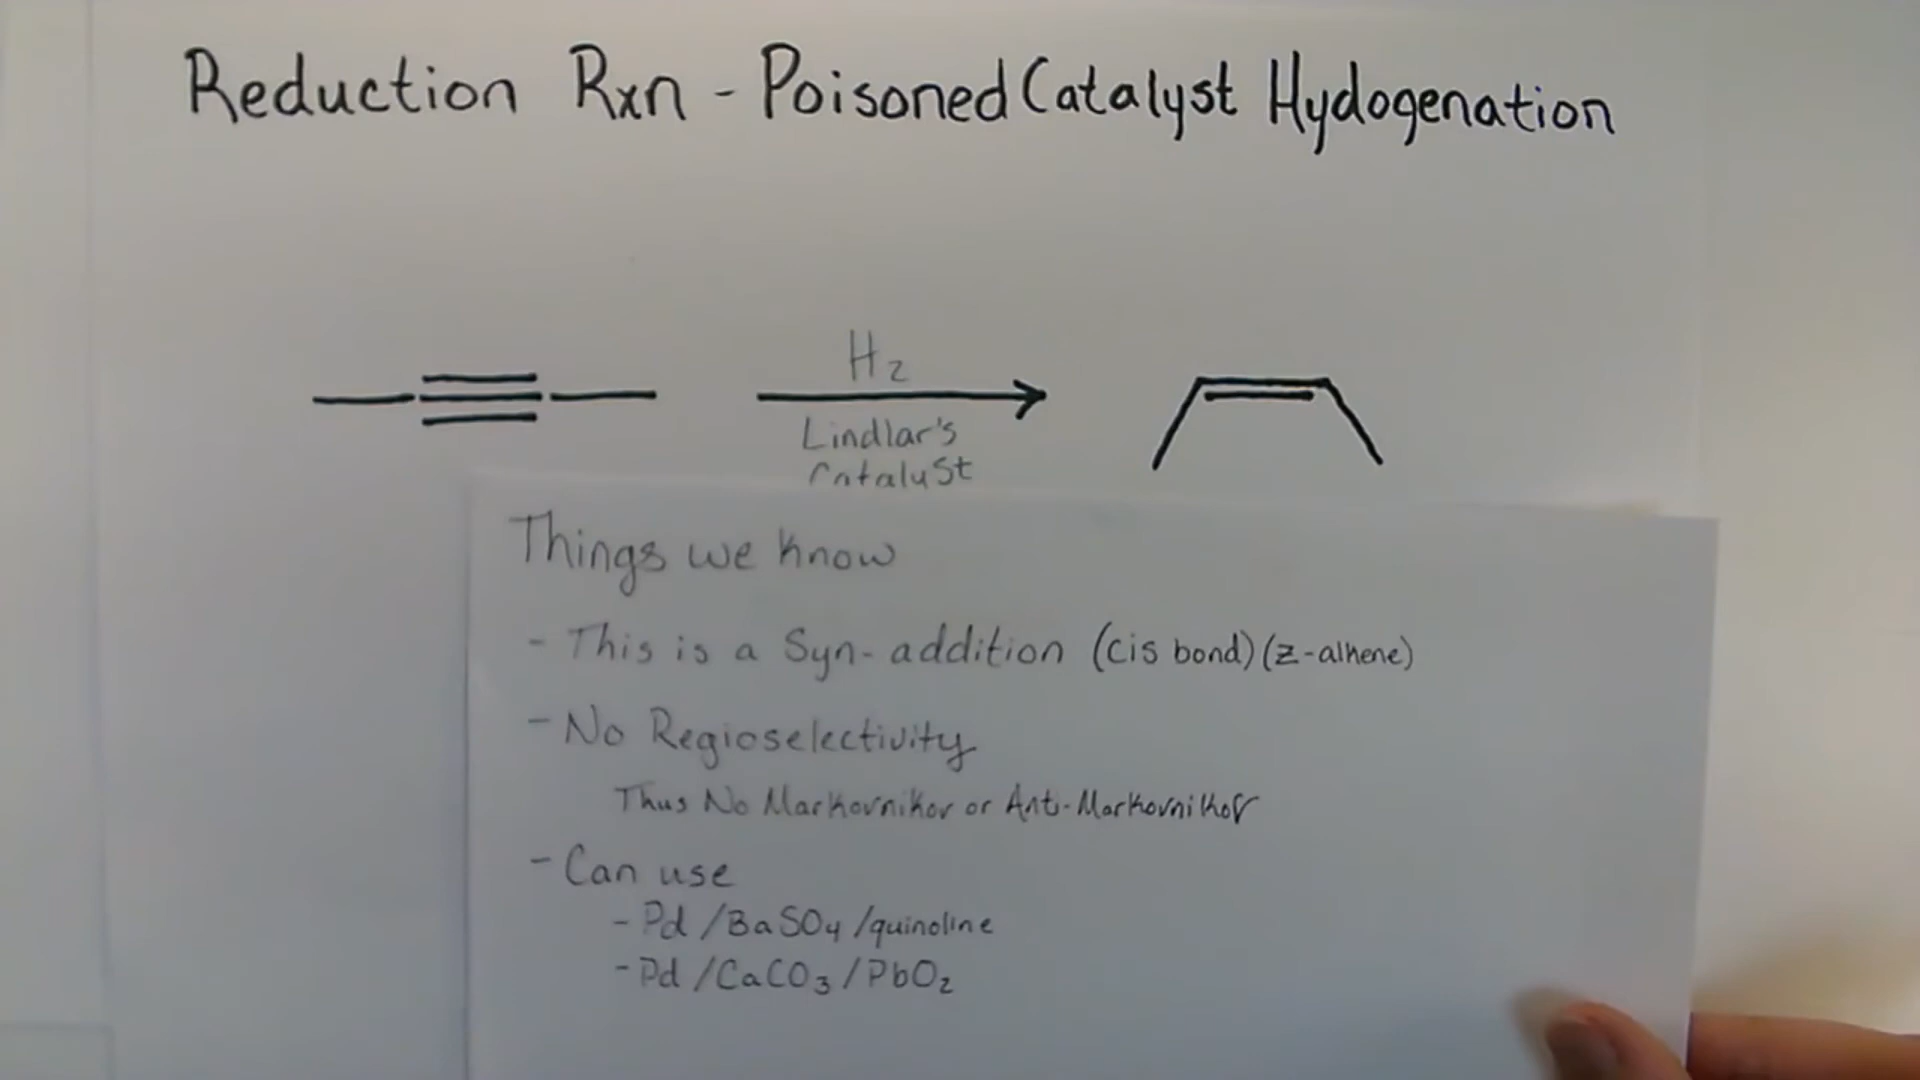 Reduction Rxn - Poisoned Catalyst Hydogenation
H2
Lindlar's
Catalyst
Things we know
- This is a Syn-addition (cis bond) (z-alkene)
- No Regioselectivity
Thus No Markovnikov or Anti-Markovnikov
- Can use
- Pd /BaSO4 /quinoline
- Pd /CaCO3 /PbO2